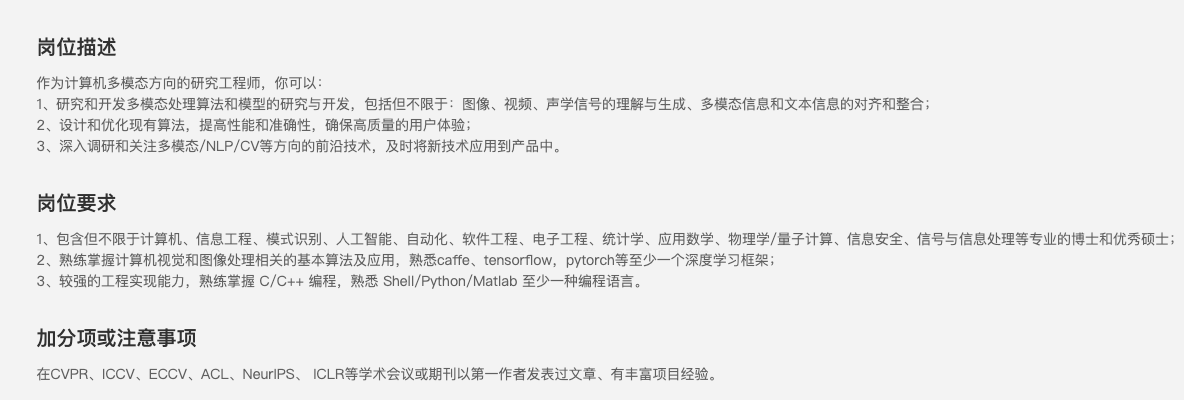 岗位描述
作为计算机多模态方向的研究工程师，你可以：
1、研究和开发多模态处理算法和模型的研究与开发，包括但不限于：图像、视频、声学信号的理解与生成、多模态信息和文本信息的对齐和整合；
2、设计和优化现有算法，提高性能和准确性，确保高质量的用户体验；
3、深入调研和关注多模态/NLP/CV等方向的前沿技术，及时将新技术应用到产品中。
岗位要求
1、包含但不限于计算机、信息工程、模式识别、人工智能、自动化、软件工程、电子工程、统计学、应用数学、物理学/量子计算、信息安全、信号与信息处理等专业的博士和优秀硕士；
2、熟练掌握计算机视觉和图像处理相关的基本算法及应用，熟悉caffe、tensorflow，pytorch等至少一个深度学习框架；
3、较强的工程实现能力，熟练掌握 C/C++ 编程，熟悉 Shell/Python/Matlab 至少一种编程语言。
加分项或注意事项
在CVPR、ICCV、ECCV、ACL、NeurIPS、 ICLR等学术会议或期刊以第一作者发表过文章、有丰富项目经验。